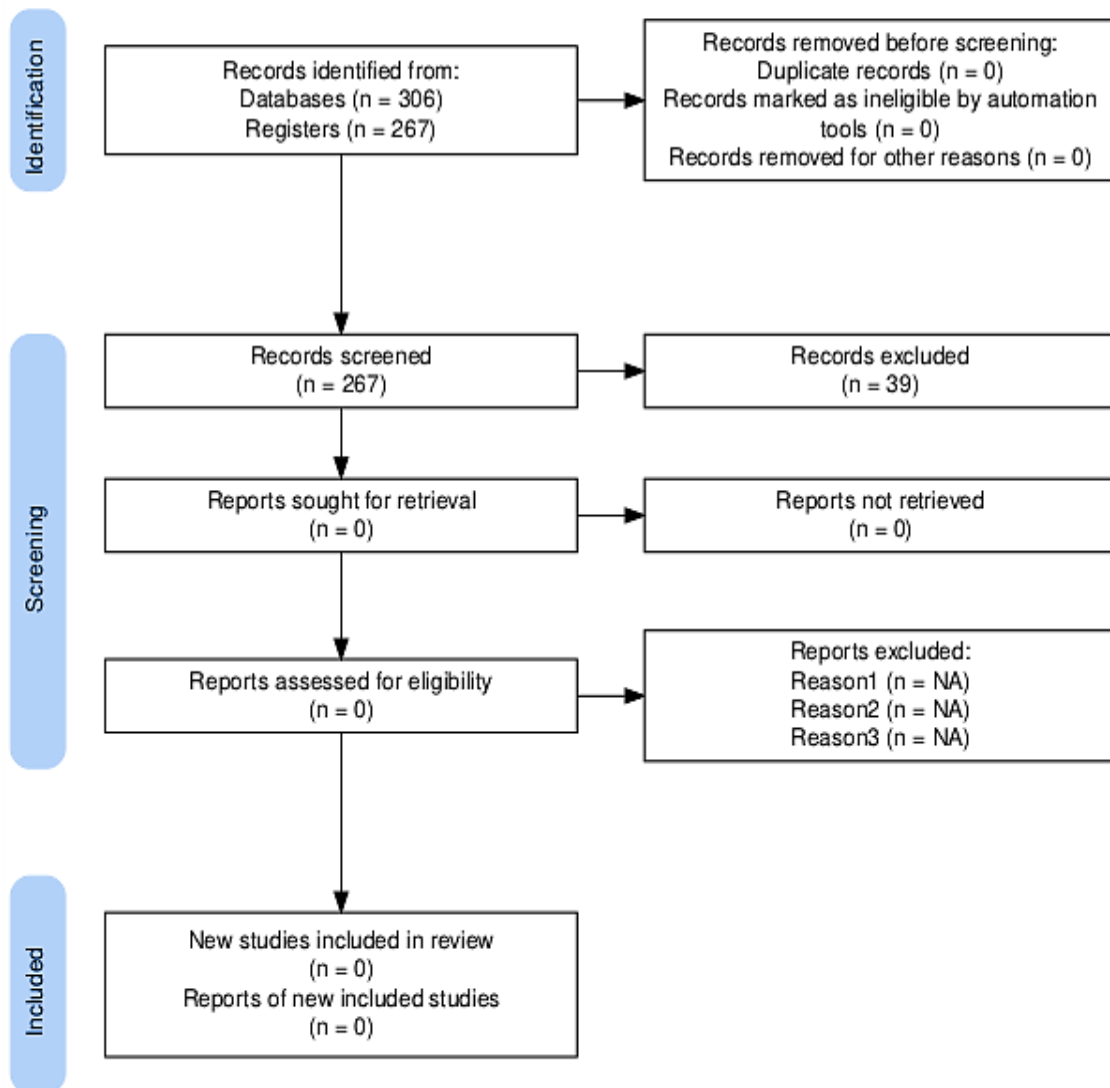 Identification
Records identified from:
Databases (n = 306)
Registers (n = 267)
Records removed before screening:
Duplicate records (n = 0)
Records marked as ineligible by automation
tools (n = 0)
Records removed for other reasons (n = 0)
Screening
Records screened
(n = 267)
Records excluded
(n = 39)
Reports sought for retrieval
(n = 0)
Reports not retrieved
(n = 0)
Reports assessed for eligibility
(n = 0)
Reports excluded:
Reason1 (n = NA)
Reason2 (n = NA)
Reason3 (n = NA)
Included
New studies included in review
(n = 0)
Reports of new included studies
(n = 0)